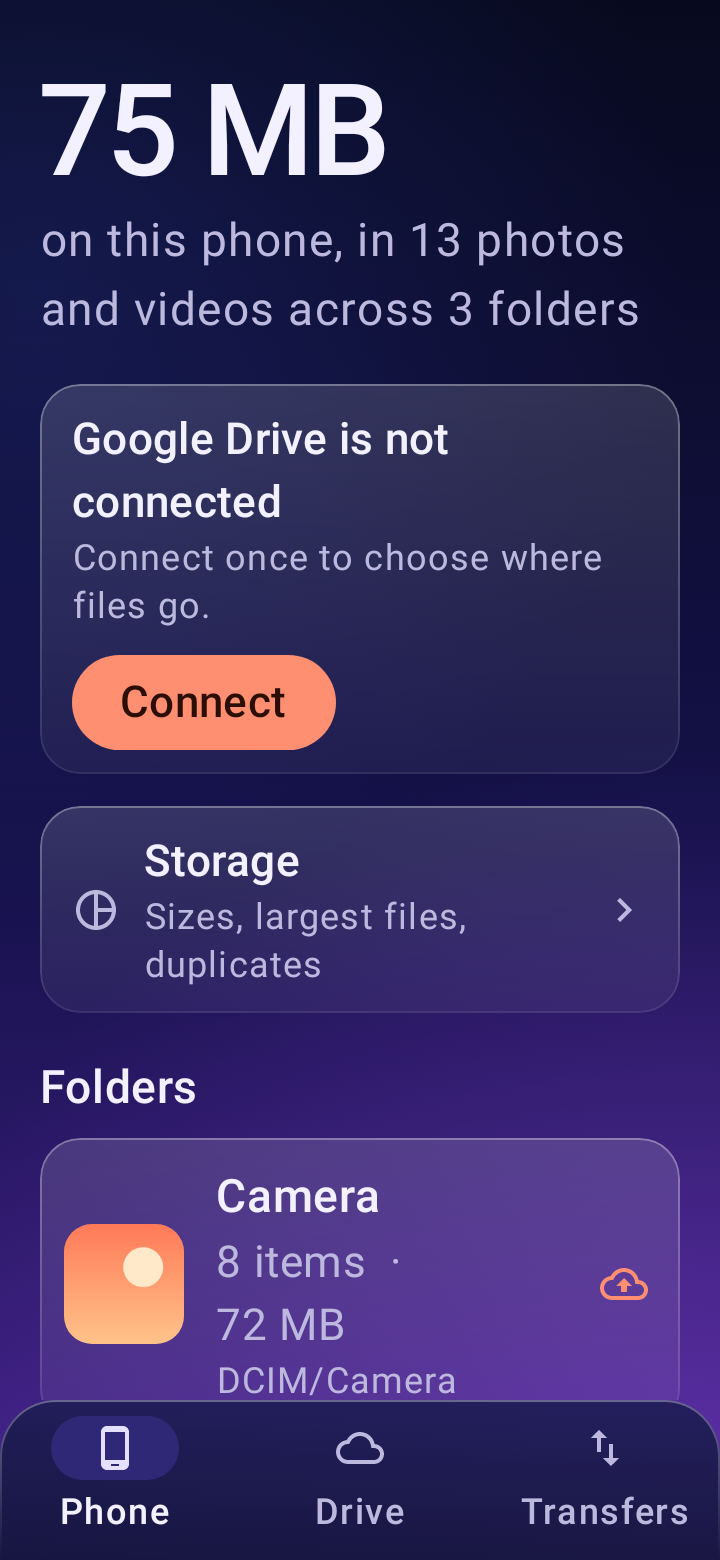 75 MB
on this phone, in 13 photos
and videos across 3 folders
Google Drive is not
connected
Connect once to choose where
files go.
Connect
Storage
Sizes, largest files,
duplicates
Folders
Camera
8 items ·
72 MB
DCIM/Camera
Phone
Drive
Transfers